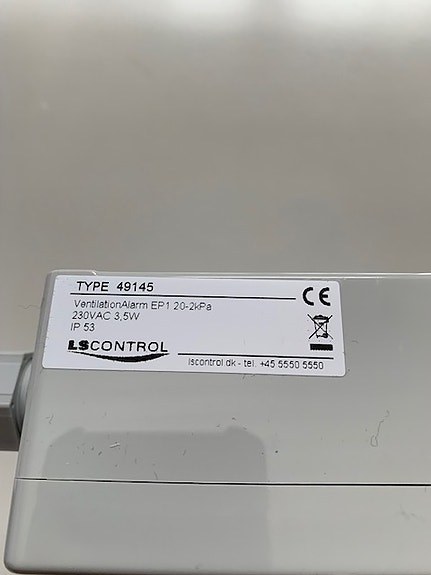 TYPE 49145
VentilationAlarm EP1 20-2kPa
230VAC 3,5W
IP 53
CE
LSCONTROL
lscontrol.dk - tel. +45 5550 5550